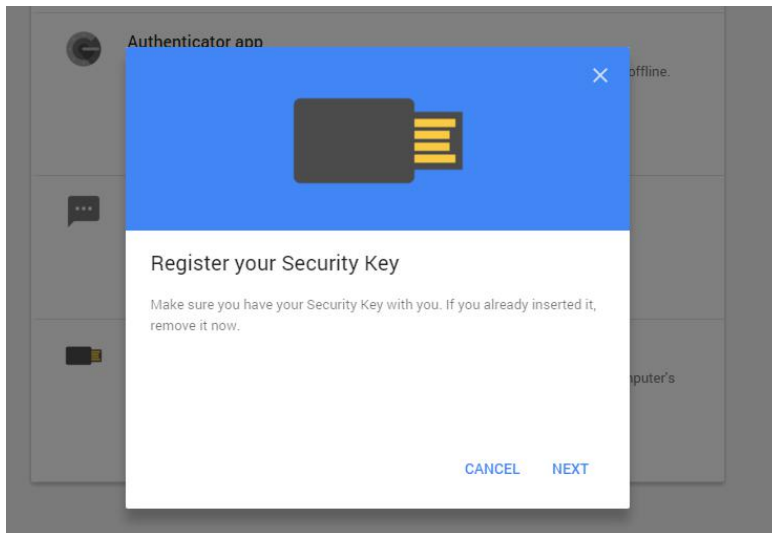 Authenticator app
offline.
Register your Security Key
Make sure you have your Security Key with you. If you already inserted it,
remove it now.
nputer's
CANCEL NEXT